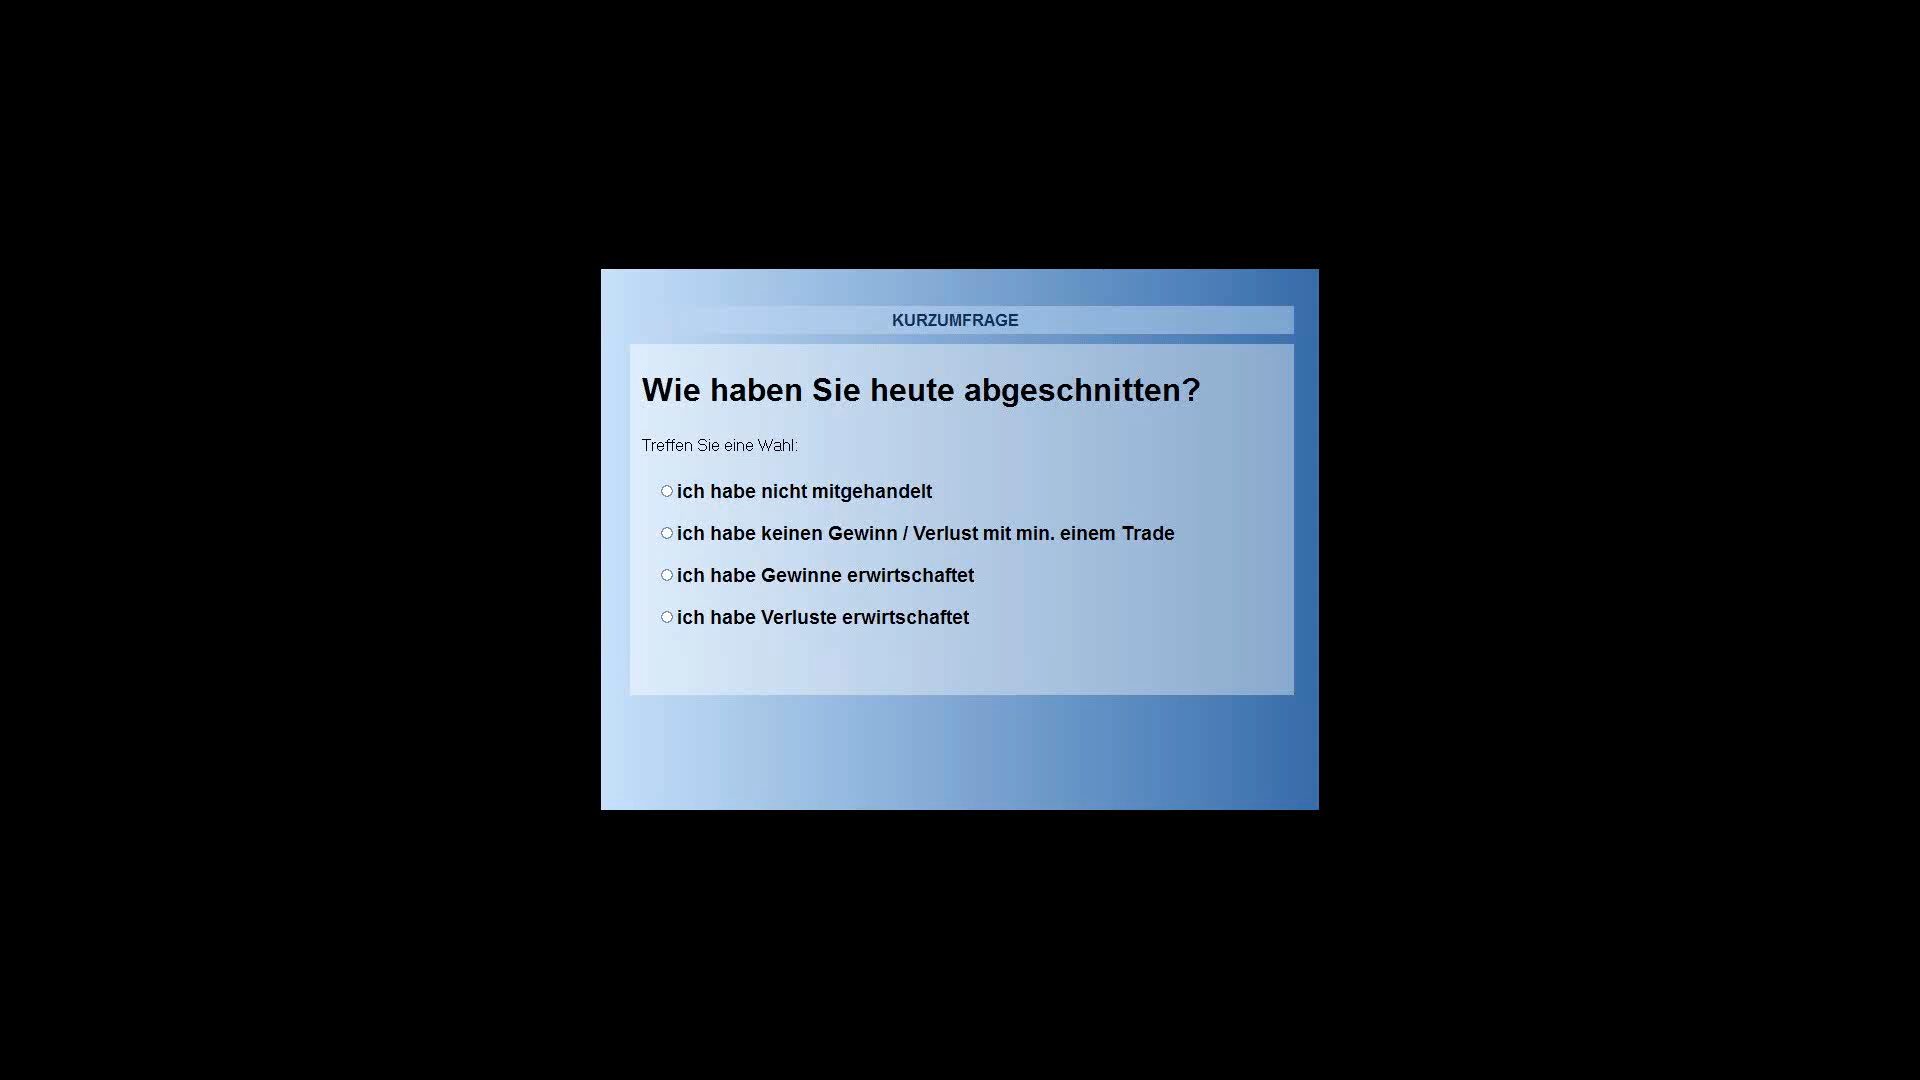 KURZUMFRAGE
Wie haben Sie heute abgeschnitten?
Treffen Sie eine Wahl:
ich habe nicht mitgehandelt
ich habe keinen Gewinn / Verlust mit min. einem Trade
ich habe Gewinne erwirtschaftet
ich habe Verluste erwirtschaftet